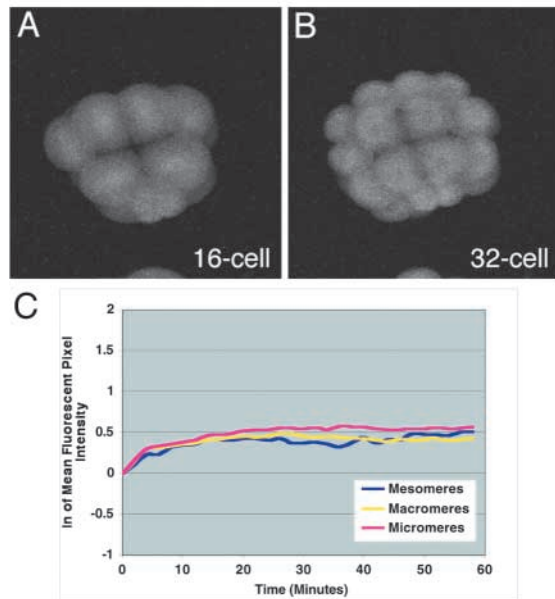 A
B
16-cell
32-cell
C
ln of Mean Fluorescent Pixel
Intensity
2
1.5
1
0.5
0
-0.5
-1
Mesomeres
Macromeres
Micromeres
0
10
20
30
40
50
60
Time (Minutes)